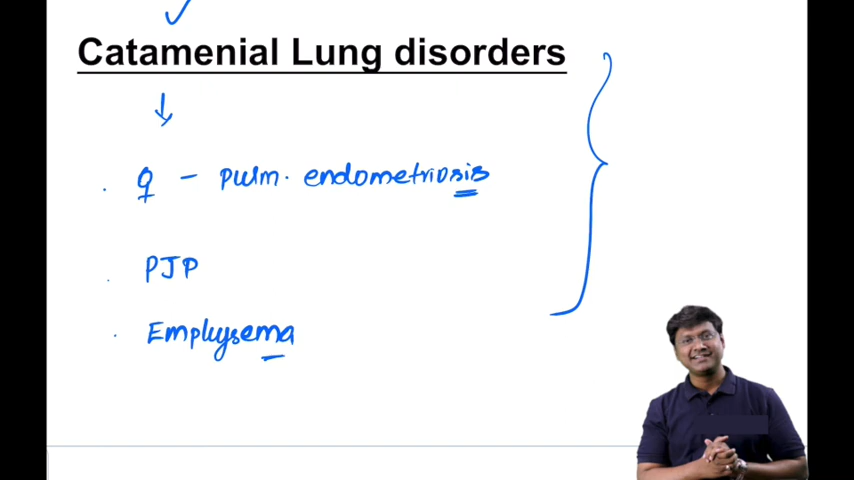 Catamenial Lung disorders
♀ - pulm. endometriosis
PJP
Emphysema